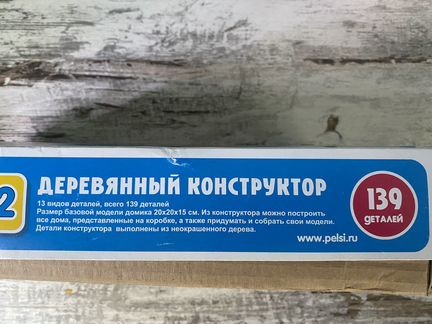 2
ДЕРЕВЯННЫЙ КОНСТРУКТОР
13 видов деталей, всего 139 деталей
Размер базовой модели домика 20х20х15 см. Из конструктора можно построить
все дома, представленные на коробке, а также придумать и собрать свои модели.
Детали конструктора выполнены из неокрашенного дерева.
139
ДЕТАЛЕЙ
www.pelsi.ru